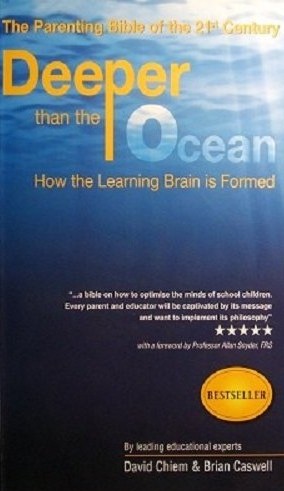 The Parenting Bible of the 21st Century
Deeper
than the
Ocean
How the Learning Brain is Formed
"...a bible on how to optimise the minds of school children.
Every parent and educator will be captivated by its message
and want to implement its philosophy"
★★★★★
with a foreword by Professor Allan Snyder, FRS
BESTSELLER
By leading educational experts
David Chiem & Brian Caswell